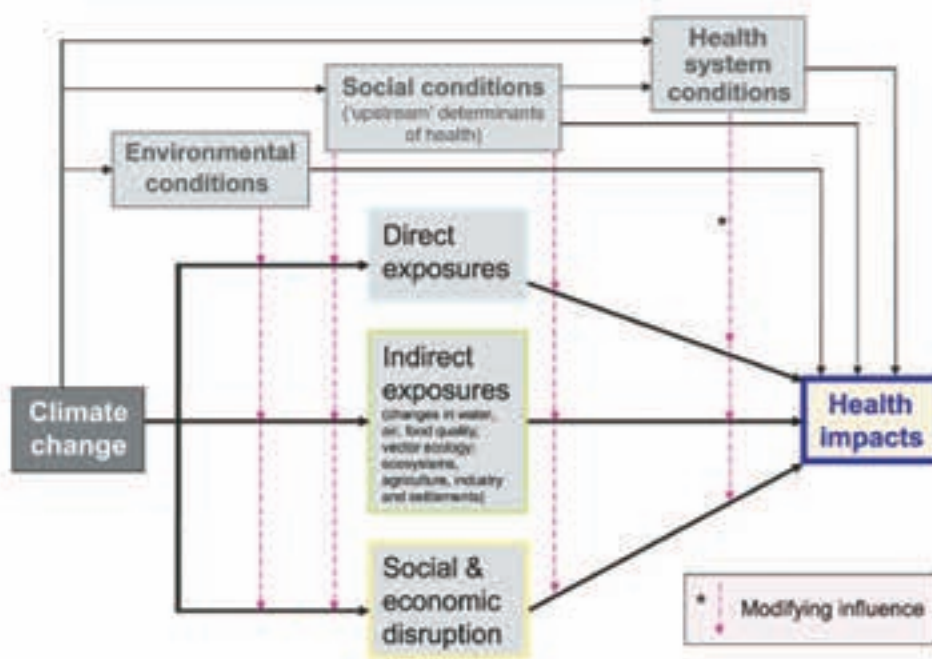 Health
system
conditions
Social conditions
('upstream' determinants
of health)
Environmental
conditions
Direct
exposures
*
Indirect
exposures
(changes in water,
air, food quality,
vector ecology;
ecosystems,
agriculture, industry
and settlements)
Climate
change
Health
impacts
Social &
economic
disruption
* Modifying influence